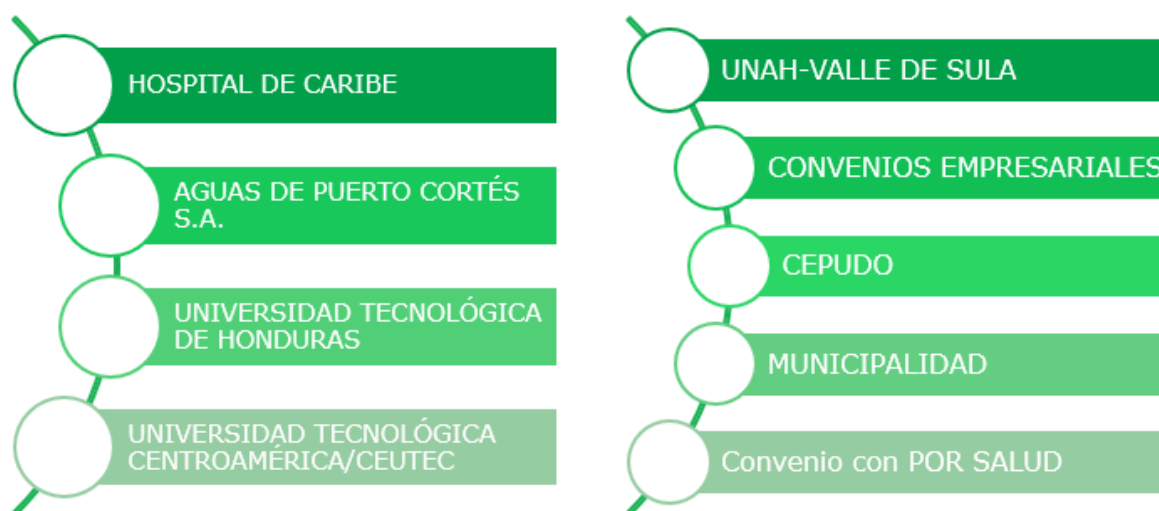 HOSPITAL DE CARIBE
AGUAS DE PUERTO CORTÉS
S.A.
UNIVERSIDAD TECNOLÓGICA
DE HONDURAS
UNIVERSIDAD TECNOLÓGICA
CENTROAMÉRICA/CEUTEC
UNAH-VALLE DE SULA
CONVENIOS EMPRESARIALES
CEPUDO
MUNICIPALIDAD
Convenio con POR SALUD